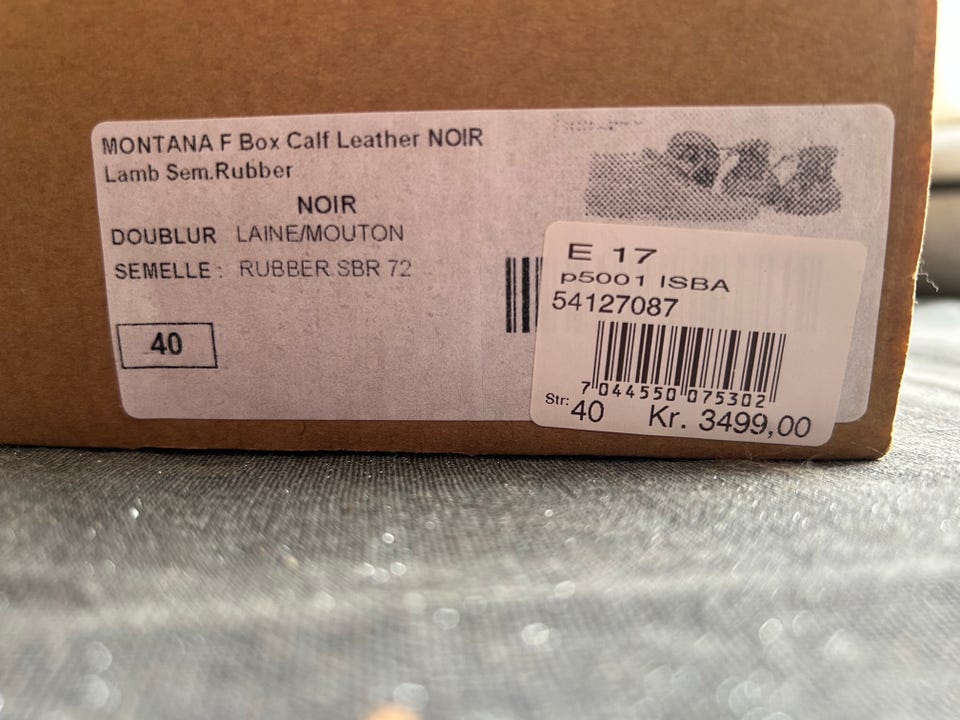 MONTANA F Box Calf Leather NOIR
Lamb Sem.Rubber
NOIR
DOUBLUR LAINE/MOUTON
SEMELLE : RUBBER SBR 72
40
E 17
p5001 ISBA
54127087
7 044550 075302
Str: 40 Kr. 3499,00